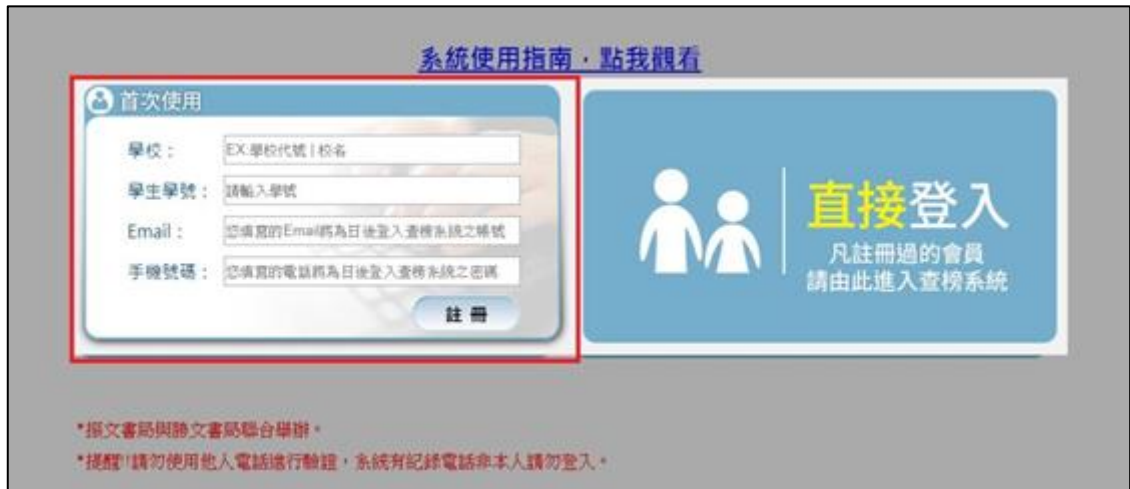 系統使用指南，點我觀看
首次使用
學校：
EX:學校代號 | 校名
學生學號：
請輸入學號
Email：
您填寫的Email將為日後登入查榜系統之帳號
手機號碼：
您填寫的電話將為日後登入查榜系統之密碼
註 冊
直接登入
凡註冊過的會員
請由此進入查榜系統
*振文書局與勝文書局聯合舉辦。
*提醒!!請勿使用他人電話進行驗證，系統有紀錄電話非本人請勿登入。